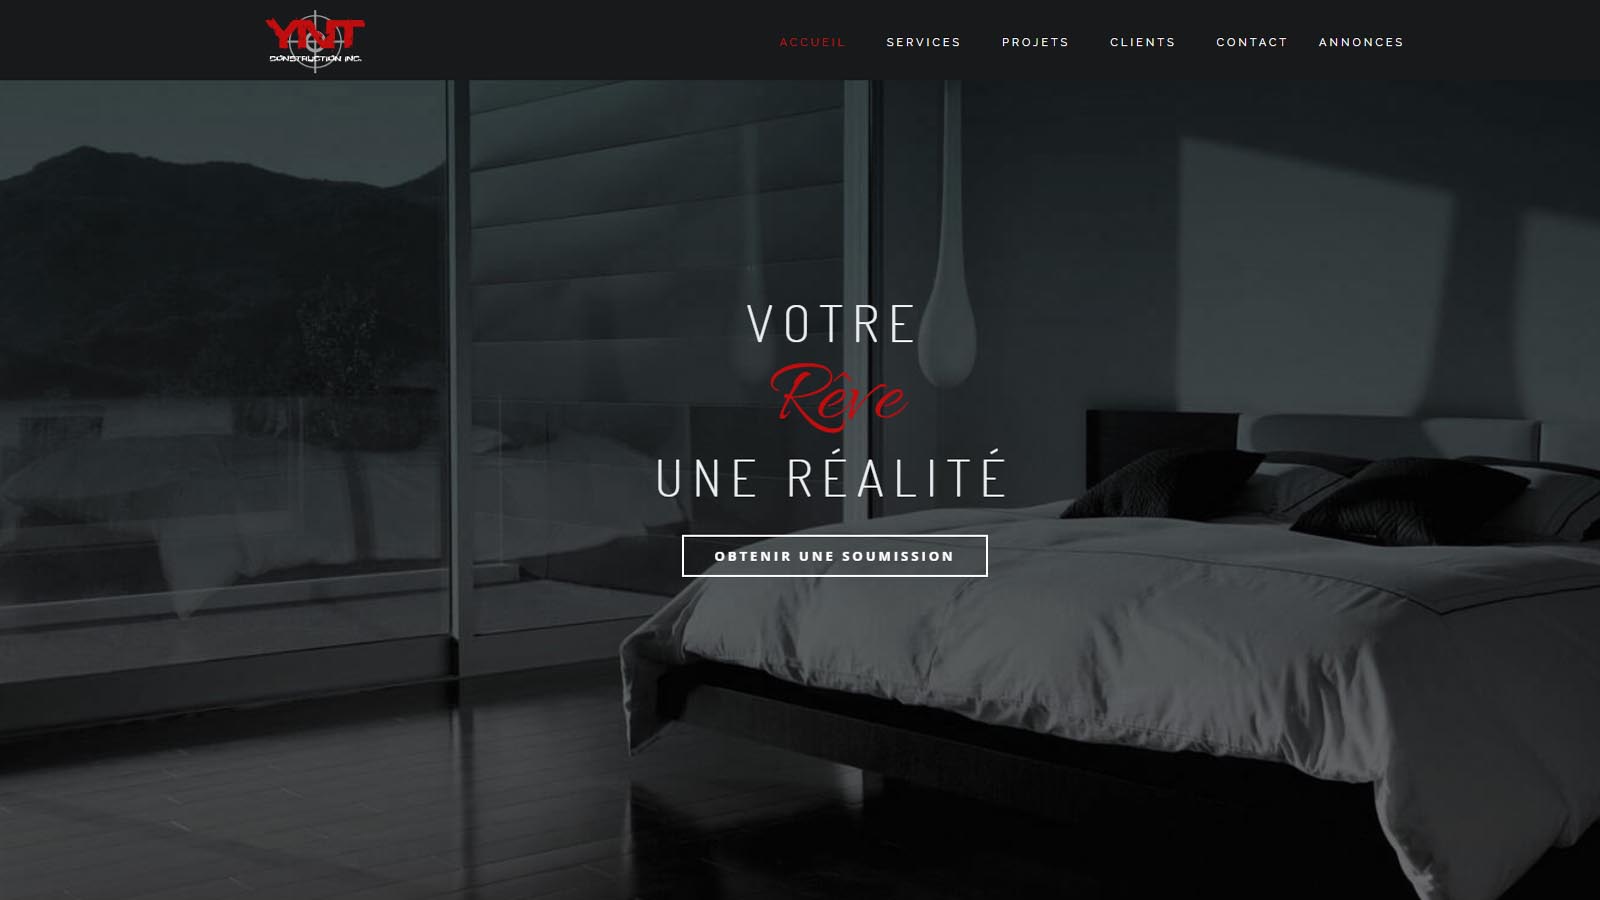 YNT
CONSTRUCTION INC.
ACCUEIL SERVICES PROJETS CLIENTS CONTACT ANNONCES
VOTRE
Rêve
UNE RÉALITÉ
OBTENIR UNE SOUMISSION